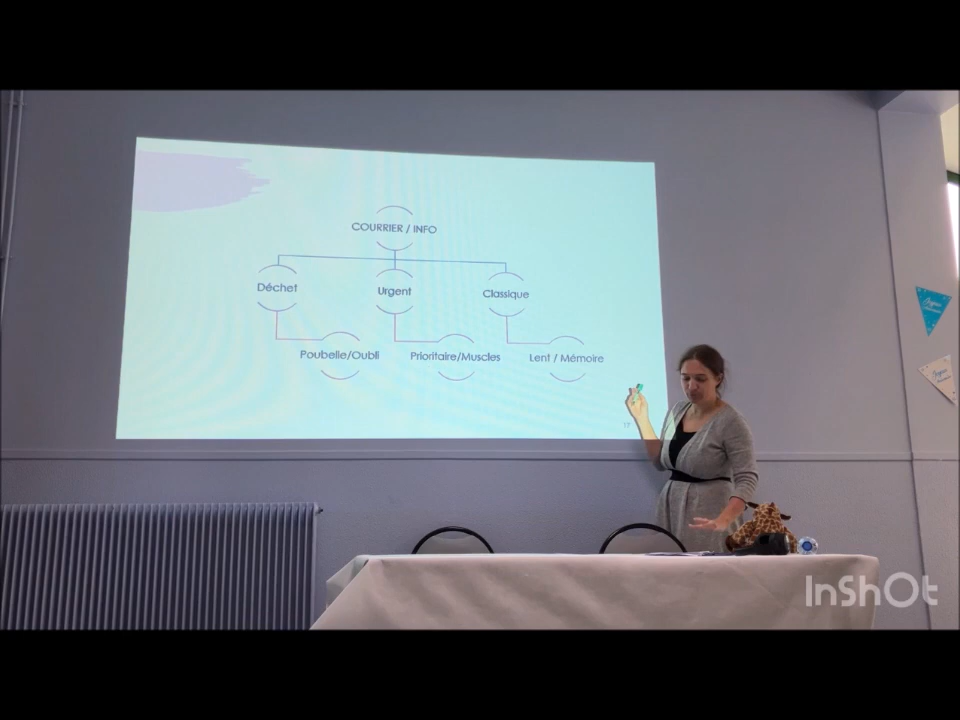 COURRIER / INFO
Déchet
Urgent
Classique
Poubelle/Oubli
Prioritaire/Muscles
Lent / Mémoire
17
InShOt